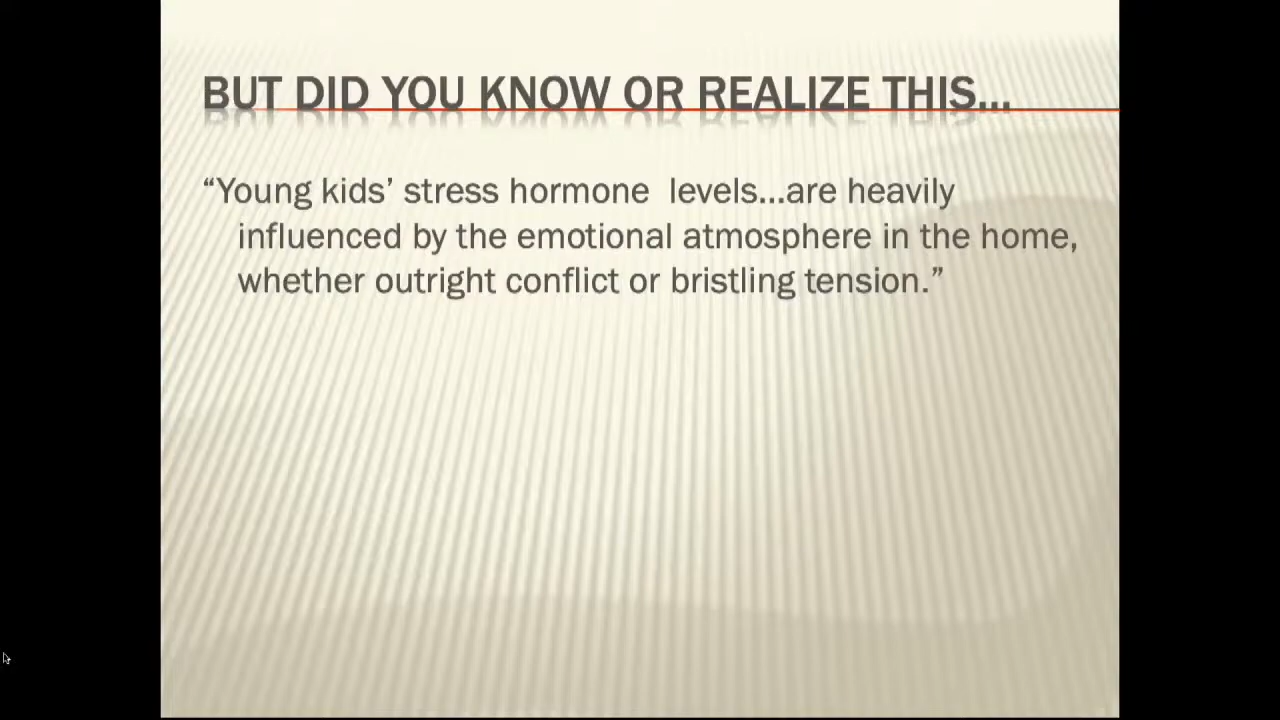 BUT DID YOU KNOW OR REALIZE THIS…
“Young kids’ stress hormone  levels…are heavily
influenced by the emotional atmosphere in the home,
whether outright conflict or bristling tension.”